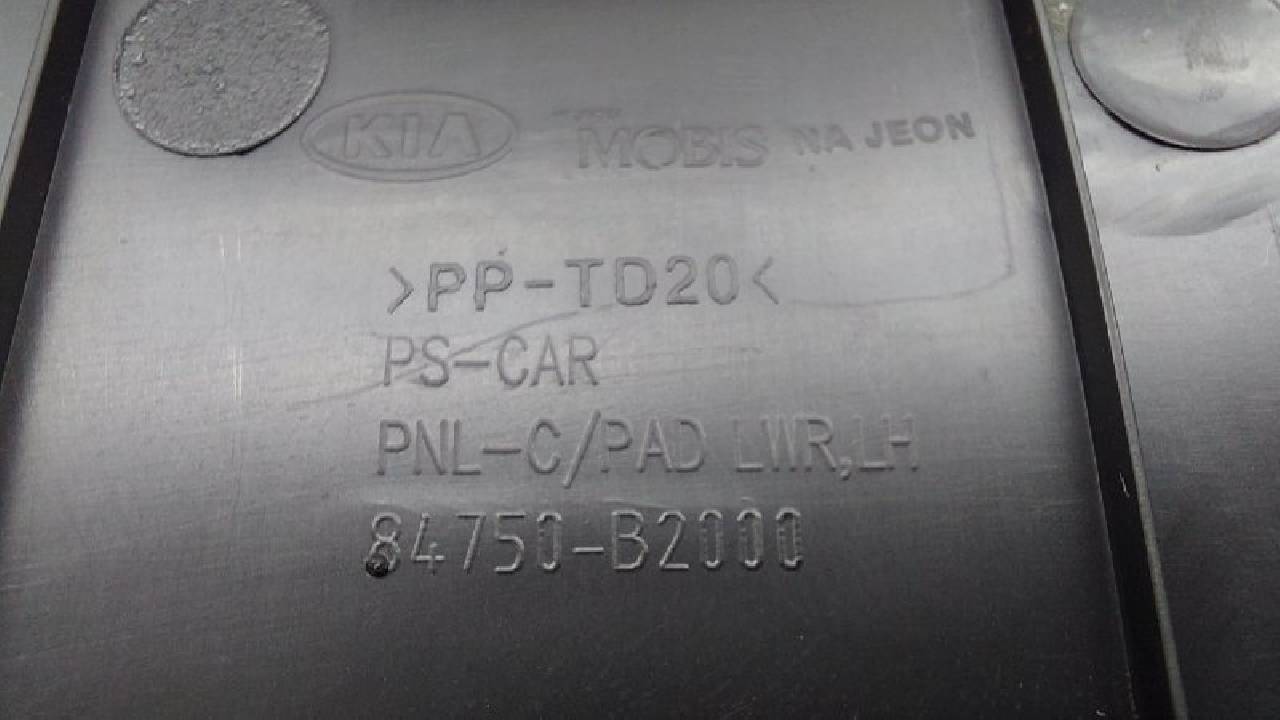 KIA MOBIS NA JEON
>PP-TD20<
PS-CAR
PNL-C/PAD LWR,LH
84750-B2000